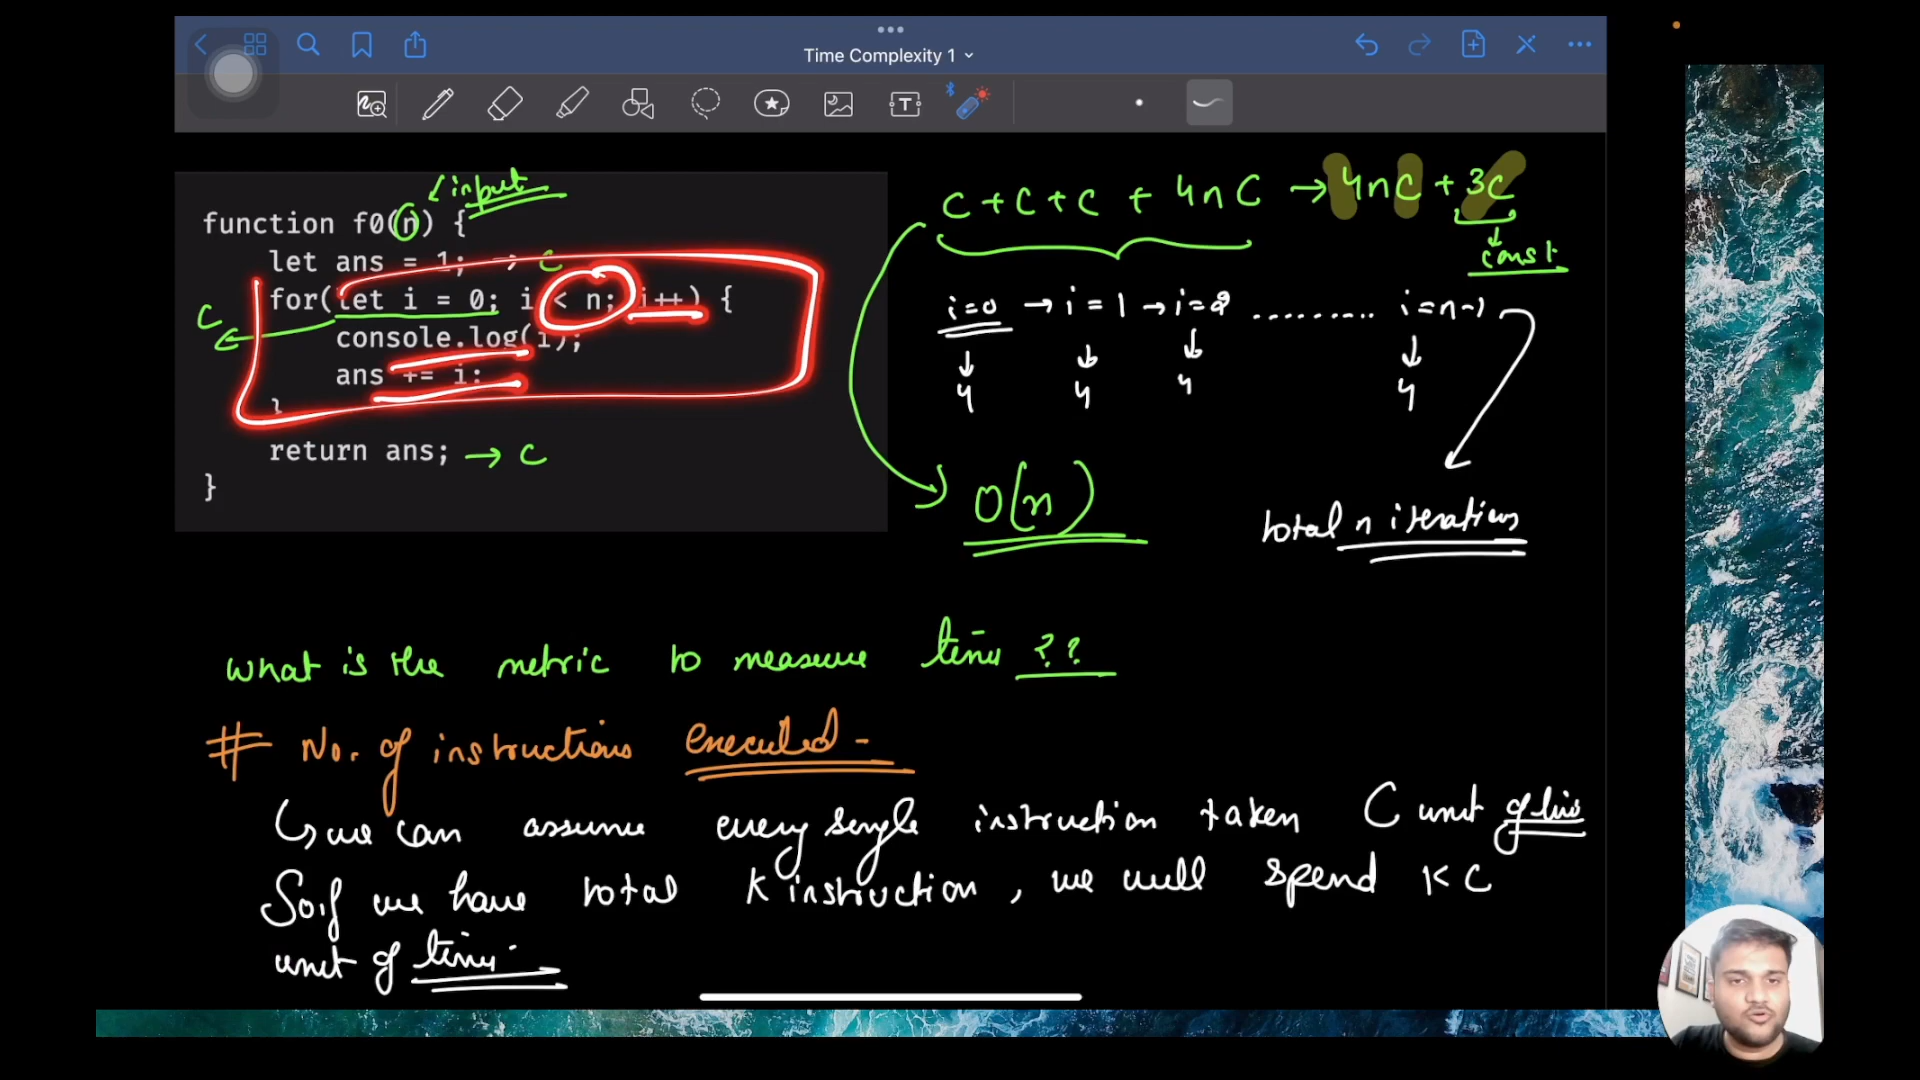 Time Complexity 1
input
function f0(n) {
let ans = 1; → c
for(let i = 0; i < n; i++) {
c
console.log(i);
ans += i;
}
return ans; → c
}
C + C + C + 4nC → 4nC + 3C
const
i=0 → i=1 → i=2 .......... i=n-1
4 4 4 4
O(n)
total n iterations
what is the metric to measure time ??
# No. of instructions executed -
we can assume every single instruction taken C unit of time
So if we have total K instruction, we will spend KC
unit of time.